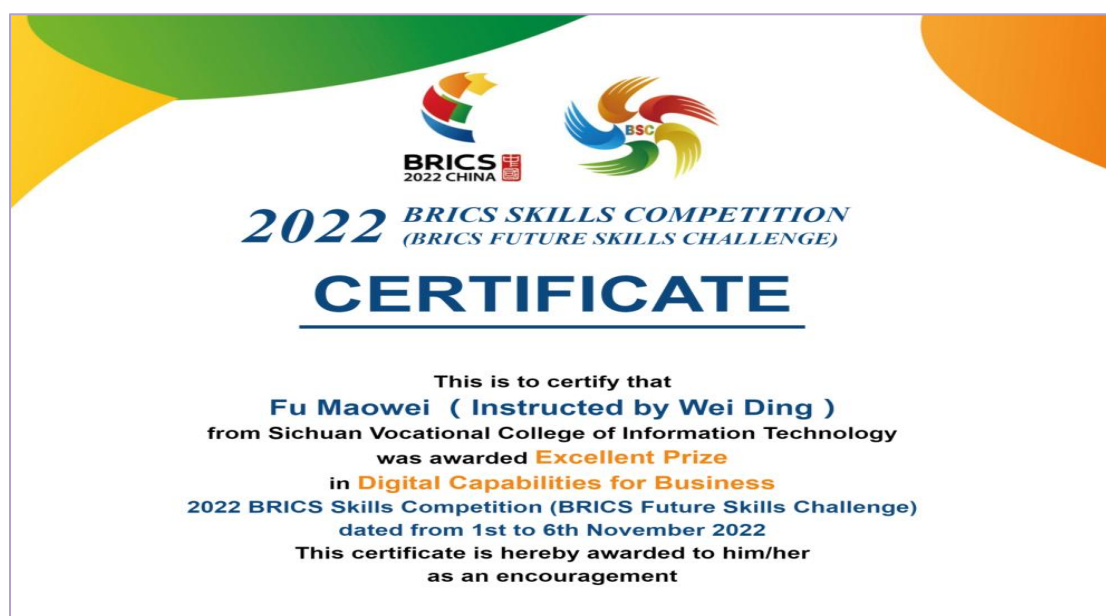 BRICS 中國
2022 CHINA
BSC
2022 BRICS SKILLS COMPETITION
(BRICS FUTURE SKILLS CHALLENGE)
CERTIFICATE
This is to certify that
Fu Maowei ( Instructed by Wei Ding )
from Sichuan Vocational College of Information Technology
was awarded Excellent Prize
in Digital Capabilities for Business
2022 BRICS Skills Competition (BRICS Future Skills Challenge)
dated from 1st to 6th November 2022
This certificate is hereby awarded to him/her
as an encouragement